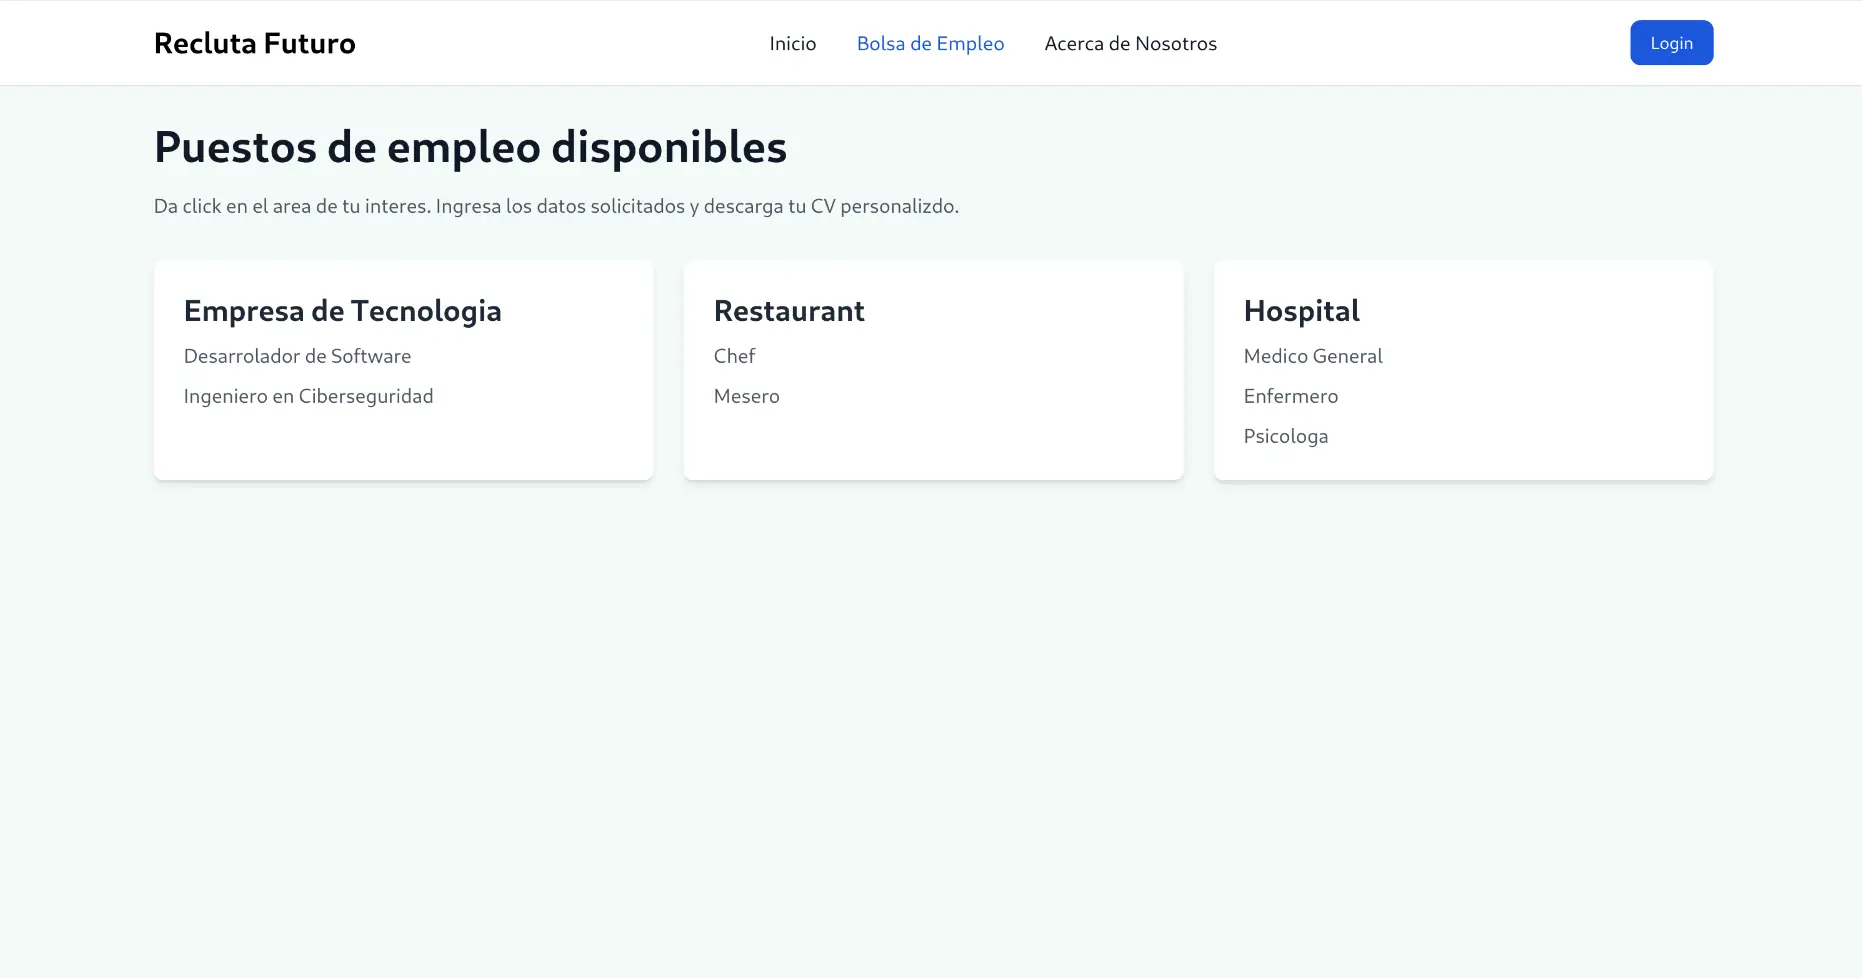 Recluta Futuro
Inicio
Bolsa de Empleo
Acerca de Nosotros
Login
Puestos de empleo disponibles
Da click en el area de tu interes. Ingresa los datos solicitados y descarga tu CV personalizdo.
Empresa de Tecnologia
Desarrolador de Software
Ingeniero en Ciberseguridad
Restaurant
Chef
Mesero
Hospital
Medico General
Enfermero
Psicologa